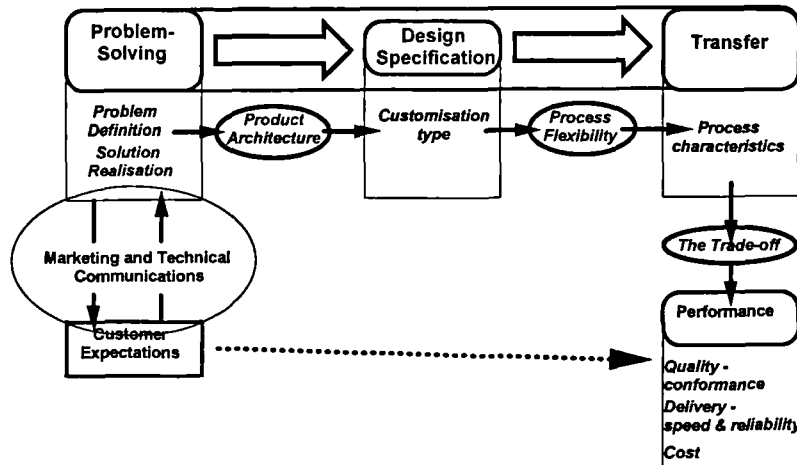 Problem-
Solving
Design
Specification
Transfer
Problem
Definition
Solution
Realisation
Product
Architecture
Customisation
type
Process
Flexibility
Process
characteristics
Marketing and Technical
Communications
The Trade-off
Customer
Expectations
Performance
Quality -
conformance
Delivery -
speed & reliability
Cost